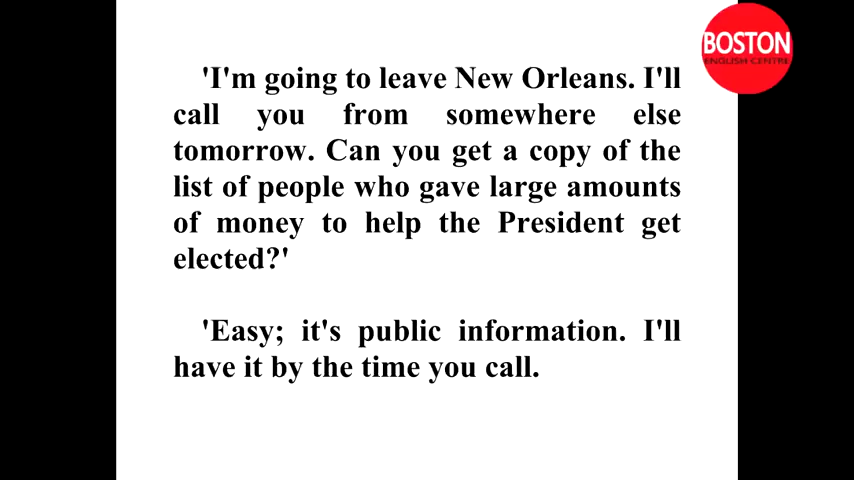 BOSTON
ENGLISH CENTRE
'I'm going to leave New Orleans. I'll
call you from somewhere else
tomorrow. Can you get a copy of the
list of people who gave large amounts
of money to help the President get
elected?'
'Easy; it's public information. I'll
have it by the time you call.